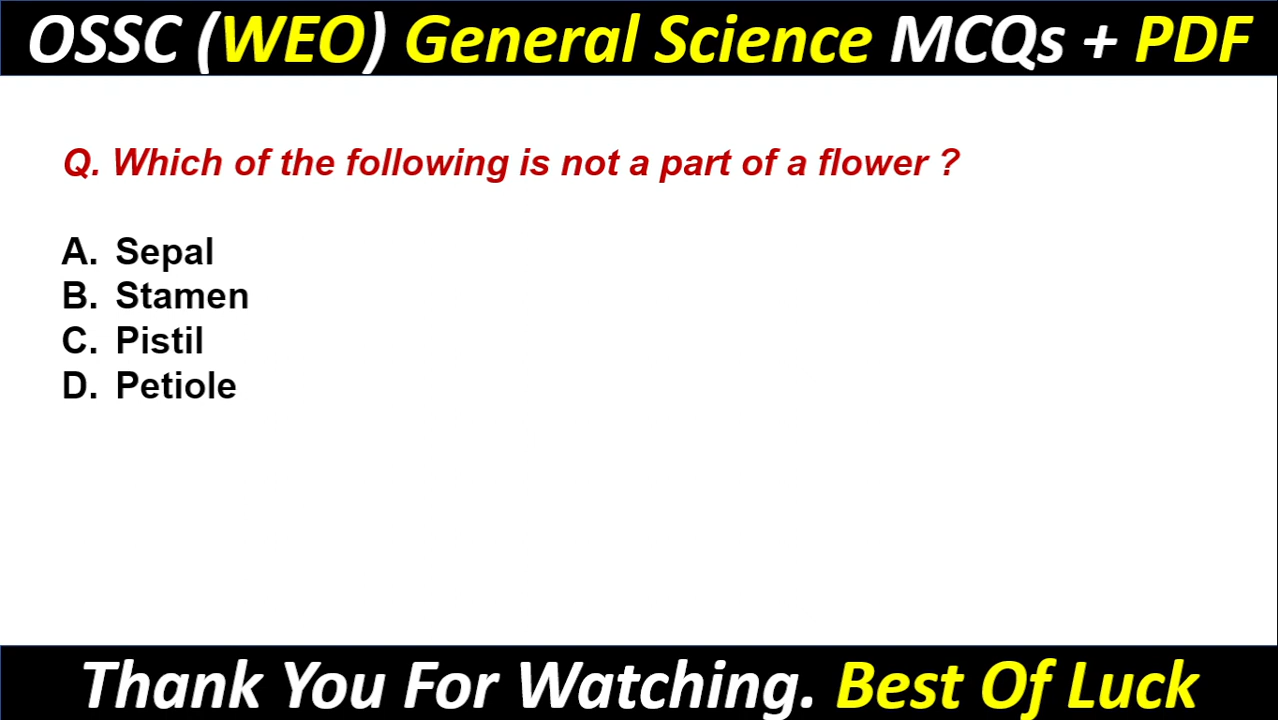 OSSC (WEO) General Science MCQs + PDF
Q. Which of the following is not a part of a flower ?
A. Sepal
B. Stamen
C. Pistil
D. Petiole
Thank You For Watching. Best Of Luck